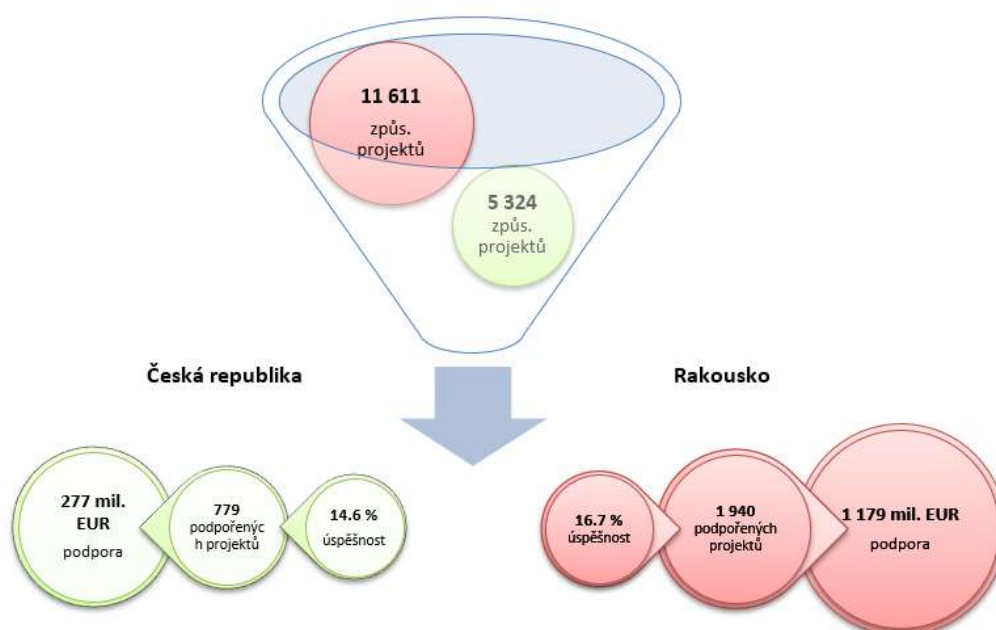 11 611
způs.
projektů
5 324
způs.
projektů
Česká republika
Rakousko
277 mil.
EUR
podpora
779
podpořenýc
h projektů
14.6 %
úspěšnost
16.7 %
úspěšnost
1 940
podpořených
projektů
1 179 mil. EUR
podpora